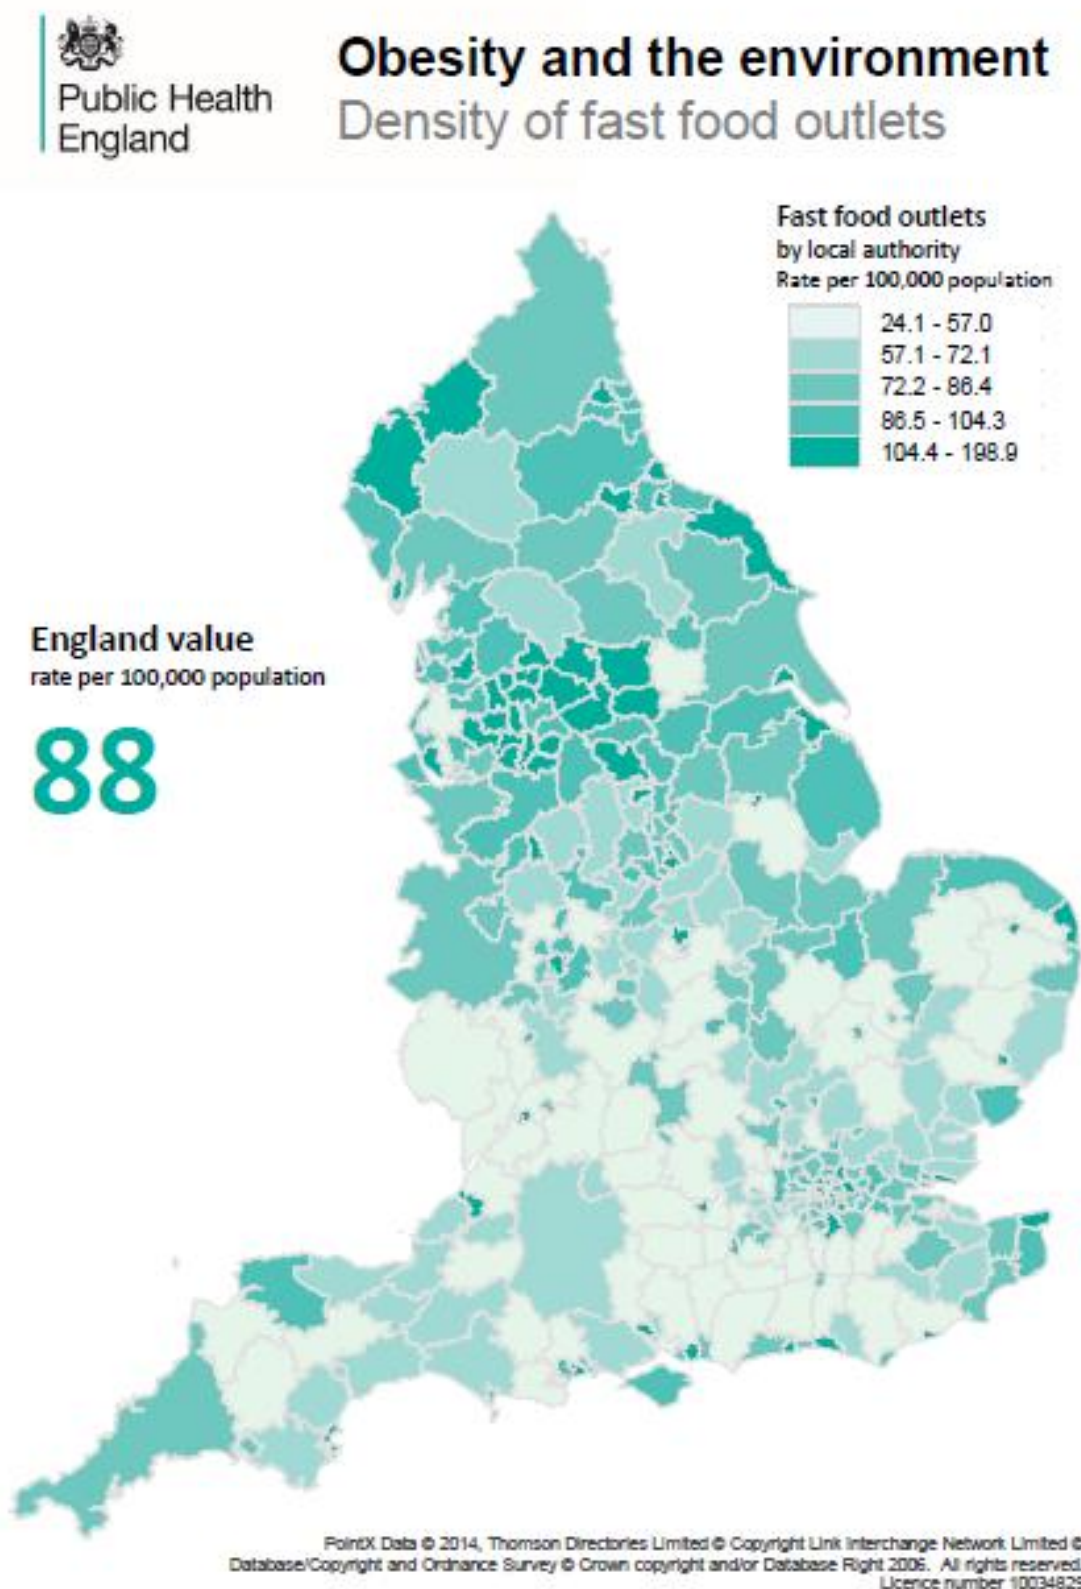 Public Health
England
Obesity and the environment
Density of fast food outlets
Fast food outlets
by local authority
Rate per 100,000 population
24.1 - 57.0
57.1 - 72.1
72.2 - 86.4
86.5 - 104.3
104.4 - 198.9
England value
rate per 100,000 population
88
PointX Data © 2014, Thomson Directories Limited © Copyright Link Interchange Network Limited ©
Database/Copyright and Ordnance Survey © Crown copyright and/or Database Right 2006. All rights reserved.
Licence number 10034829